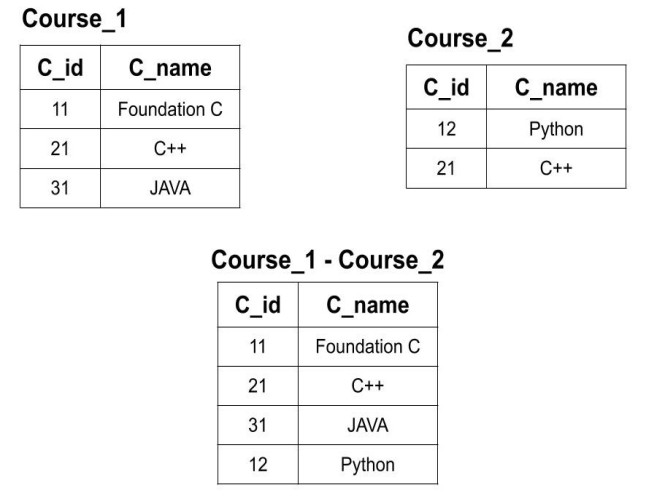 Course_1
C_id C_name
11 Foundation C
21 C++
31 JAVA
Course_2
C_id C_name
12 Python
21 C++
Course_1 - Course_2
C_id C_name
11 Foundation C
21 C++
31 JAVA
12 Python